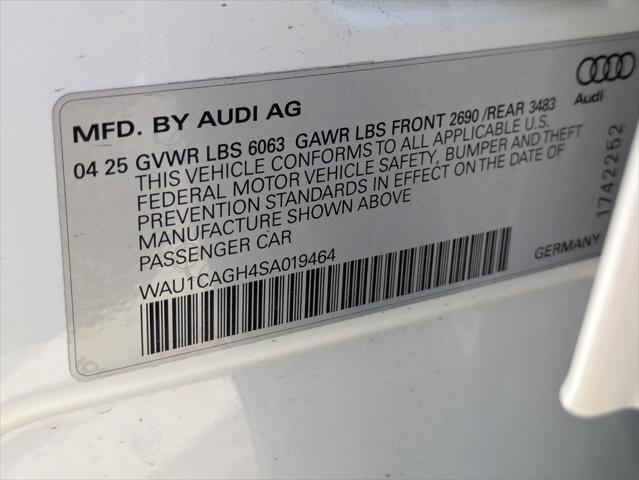 MFD. BY AUDI AG
04 25 GVWR LBS 6063 GAWR LBS FRONT 2690 /REAR 3483
THIS VEHICLE CONFORMS TO ALL APPLICABLE U.S.
FEDERAL MOTOR VEHICLE SAFETY, BUMPER AND THEFT
PREVENTION STANDARDS IN EFFECT ON THE DATE OF
MANUFACTURE SHOWN ABOVE
PASSENGER CAR
WAU1CAGH4SA019464
Audi
1742252
GERMANY